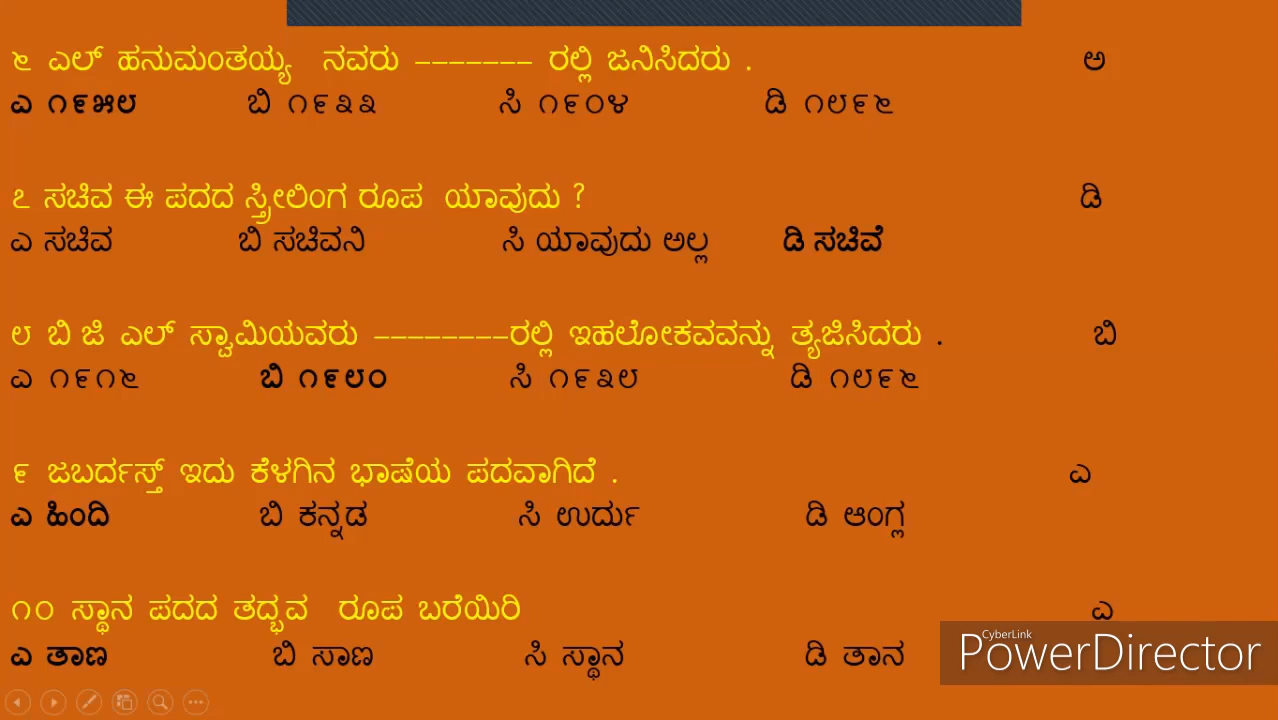 ೬ ಎಲ್ ಹನುಮಂತಯ್ಯ ನವರು ------- ರಲ್ಲಿ ಜನಿಸಿದರು . ಅ
ಎ ೧೯೫೮ ಬಿ ೧೯೩೩ ಸಿ ೧೯೦೪ ಡಿ ೧೮೯೬
೭ ಸಚಿವ ಈ ಪದದ ಸ್ತ್ರೀಲಿಂಗ ರೂಪ ಯಾವುದು ? ಡಿ
ಎ ಸಚಿವ ಬಿ ಸಚಿವನಿ ಸಿ ಯಾವುದು ಅಲ್ಲ ಡಿ ಸಚಿವೆ
೮ ಬಿ ಜಿ ಎಲ್ ಸ್ವಾಮಿಯವರು --------ರಲ್ಲಿ ಇಹಲೋಕವವನ್ನು ತ್ಯಜಿಸಿದರು . ಬಿ
ಎ ೧೯೧೬ ಬಿ ೧೯೮೦ ಸಿ ೧೯೩೮ ಡಿ ೧೮೯೬
೯ ಜಬರ್ದಸ್ತ್ ಇದು ಕೆಳಗಿನ ಭಾಷೆಯ ಪದವಾಗಿದೆ . ಎ
ಎ ಹಿಂದಿ ಬಿ ಕನ್ನಡ ಸಿ ಉರ್ದು ಡಿ ಆಂಗ್ಲ
೧೦ ಸ್ಥಾನ ಪದದ ತದ್ಭವ ರೂಪ ಬರೆಯಿರಿ ಎ
ಎ ತಾಣ ಬಿ ಸಾಣ ಸಿ ಸ್ಥಾನ ಡಿ ತಾನ
CyberLink
PowerDirector